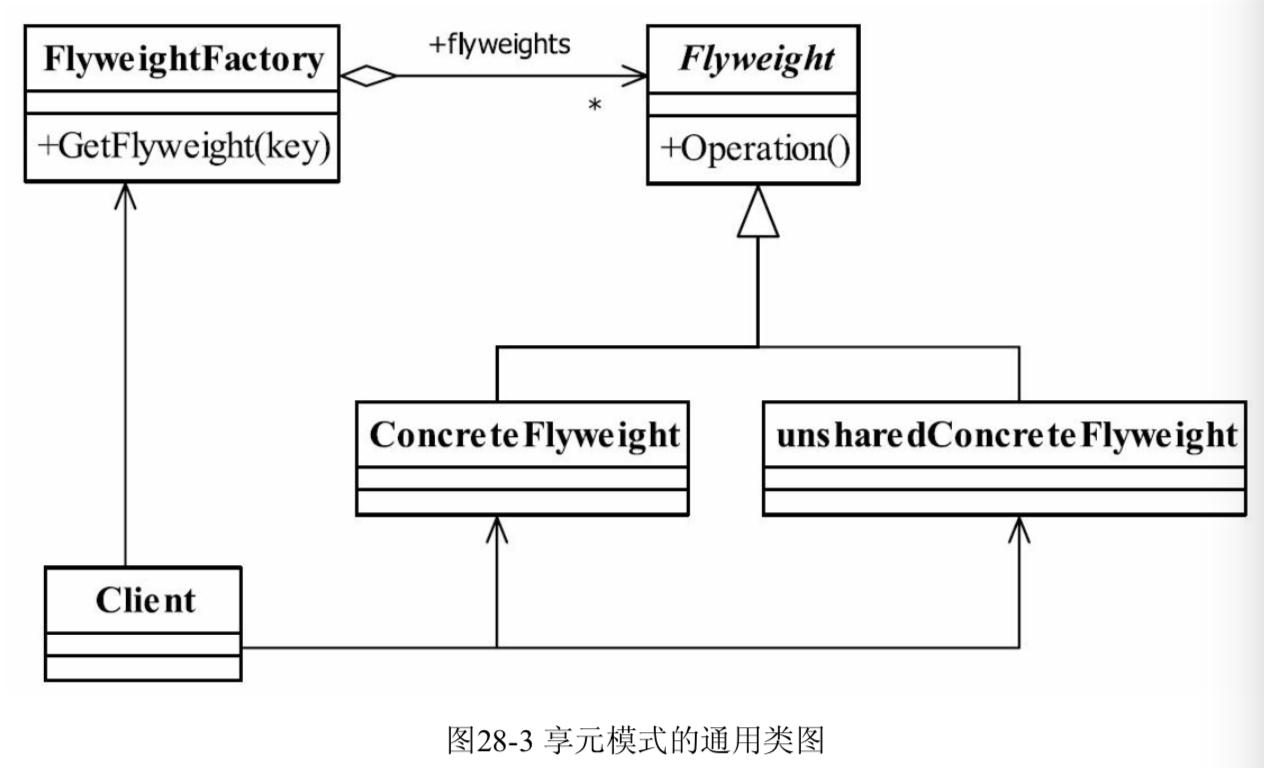 FlyweightFactory
+GetFlyweight(key)
+flyweights
*
Flyweight
+Operation()
ConcreteFlyweight
unsharedConcreteFlyweight
Client
图28-3 享元模式的通用类图